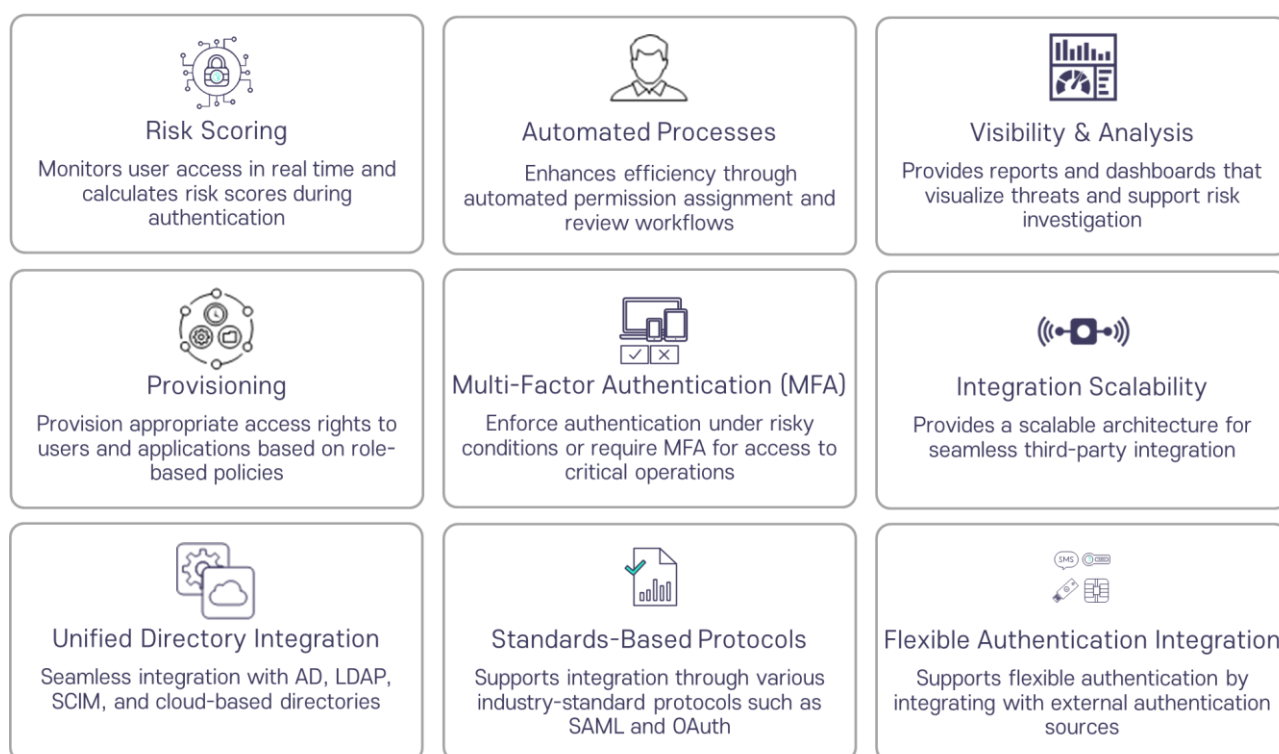 Risk Scoring
Monitors user access in real time and
calculates risk scores during
authentication
Automated Processes
Enhances efficiency through
automated permission assignment and
review workflows
Visibility & Analysis
Provides reports and dashboards that
visualize threats and support risk
investigation
Provisioning
Provision appropriate access rights to
users and applications based on role-
based policies
Multi-Factor Authentication (MFA)
Enforce authentication under risky
conditions or require MFA for access to
critical operations
Integration Scalability
Provides a scalable architecture for
seamless third-party integration
Unified Directory Integration
Seamless integration with AD, LDAP,
SCIM, and cloud-based directories
Standards-Based Protocols
Supports integration through various
industry-standard protocols such as
SAML and OAuth
SMS
Flexible Authentication Integration
Supports flexible authentication by
integrating with external authentication
sources